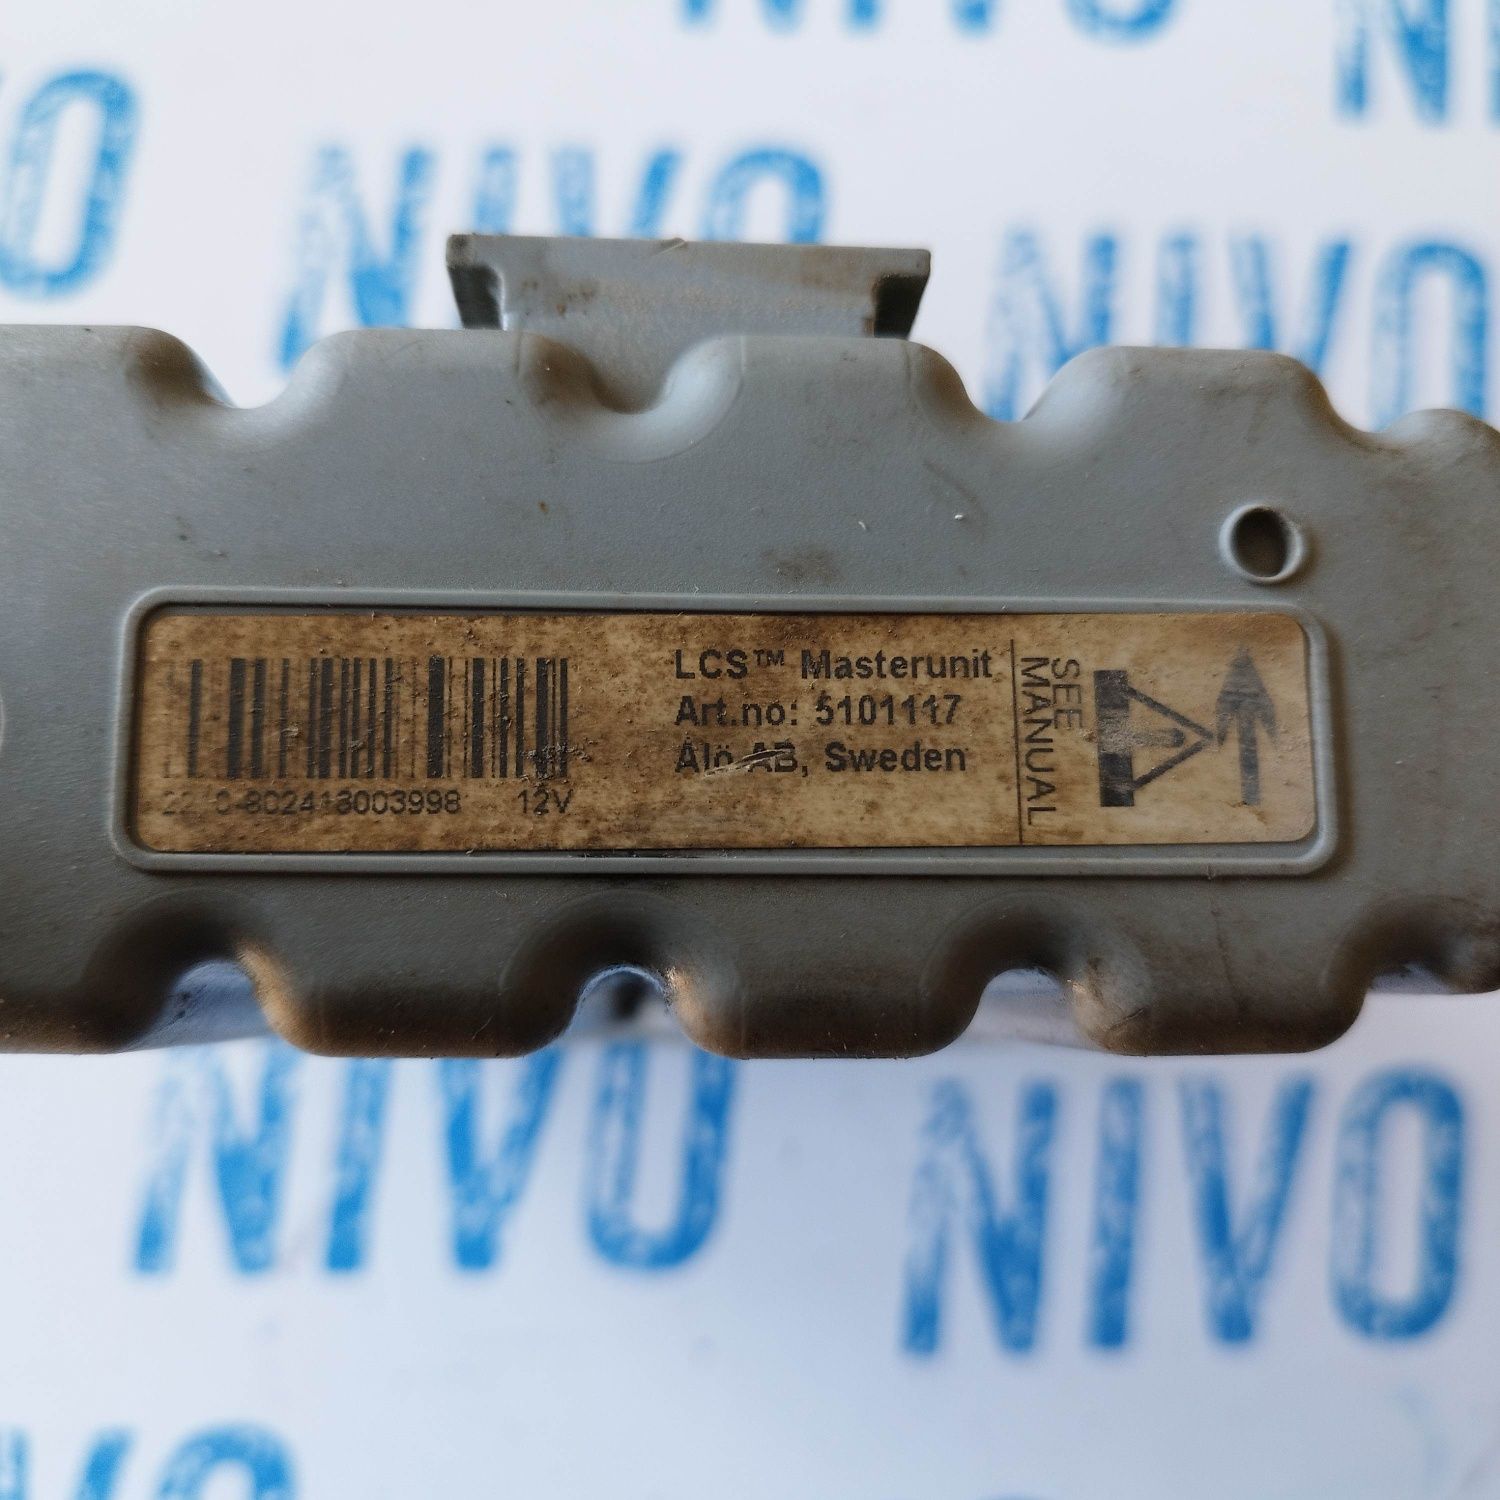 NIVO
NIVO
NIVO
LCS™ Masterunit
Art.no: 5101117
Ålö AB, Sweden
SEE
MANUAL
12V
NIVO
NIVO